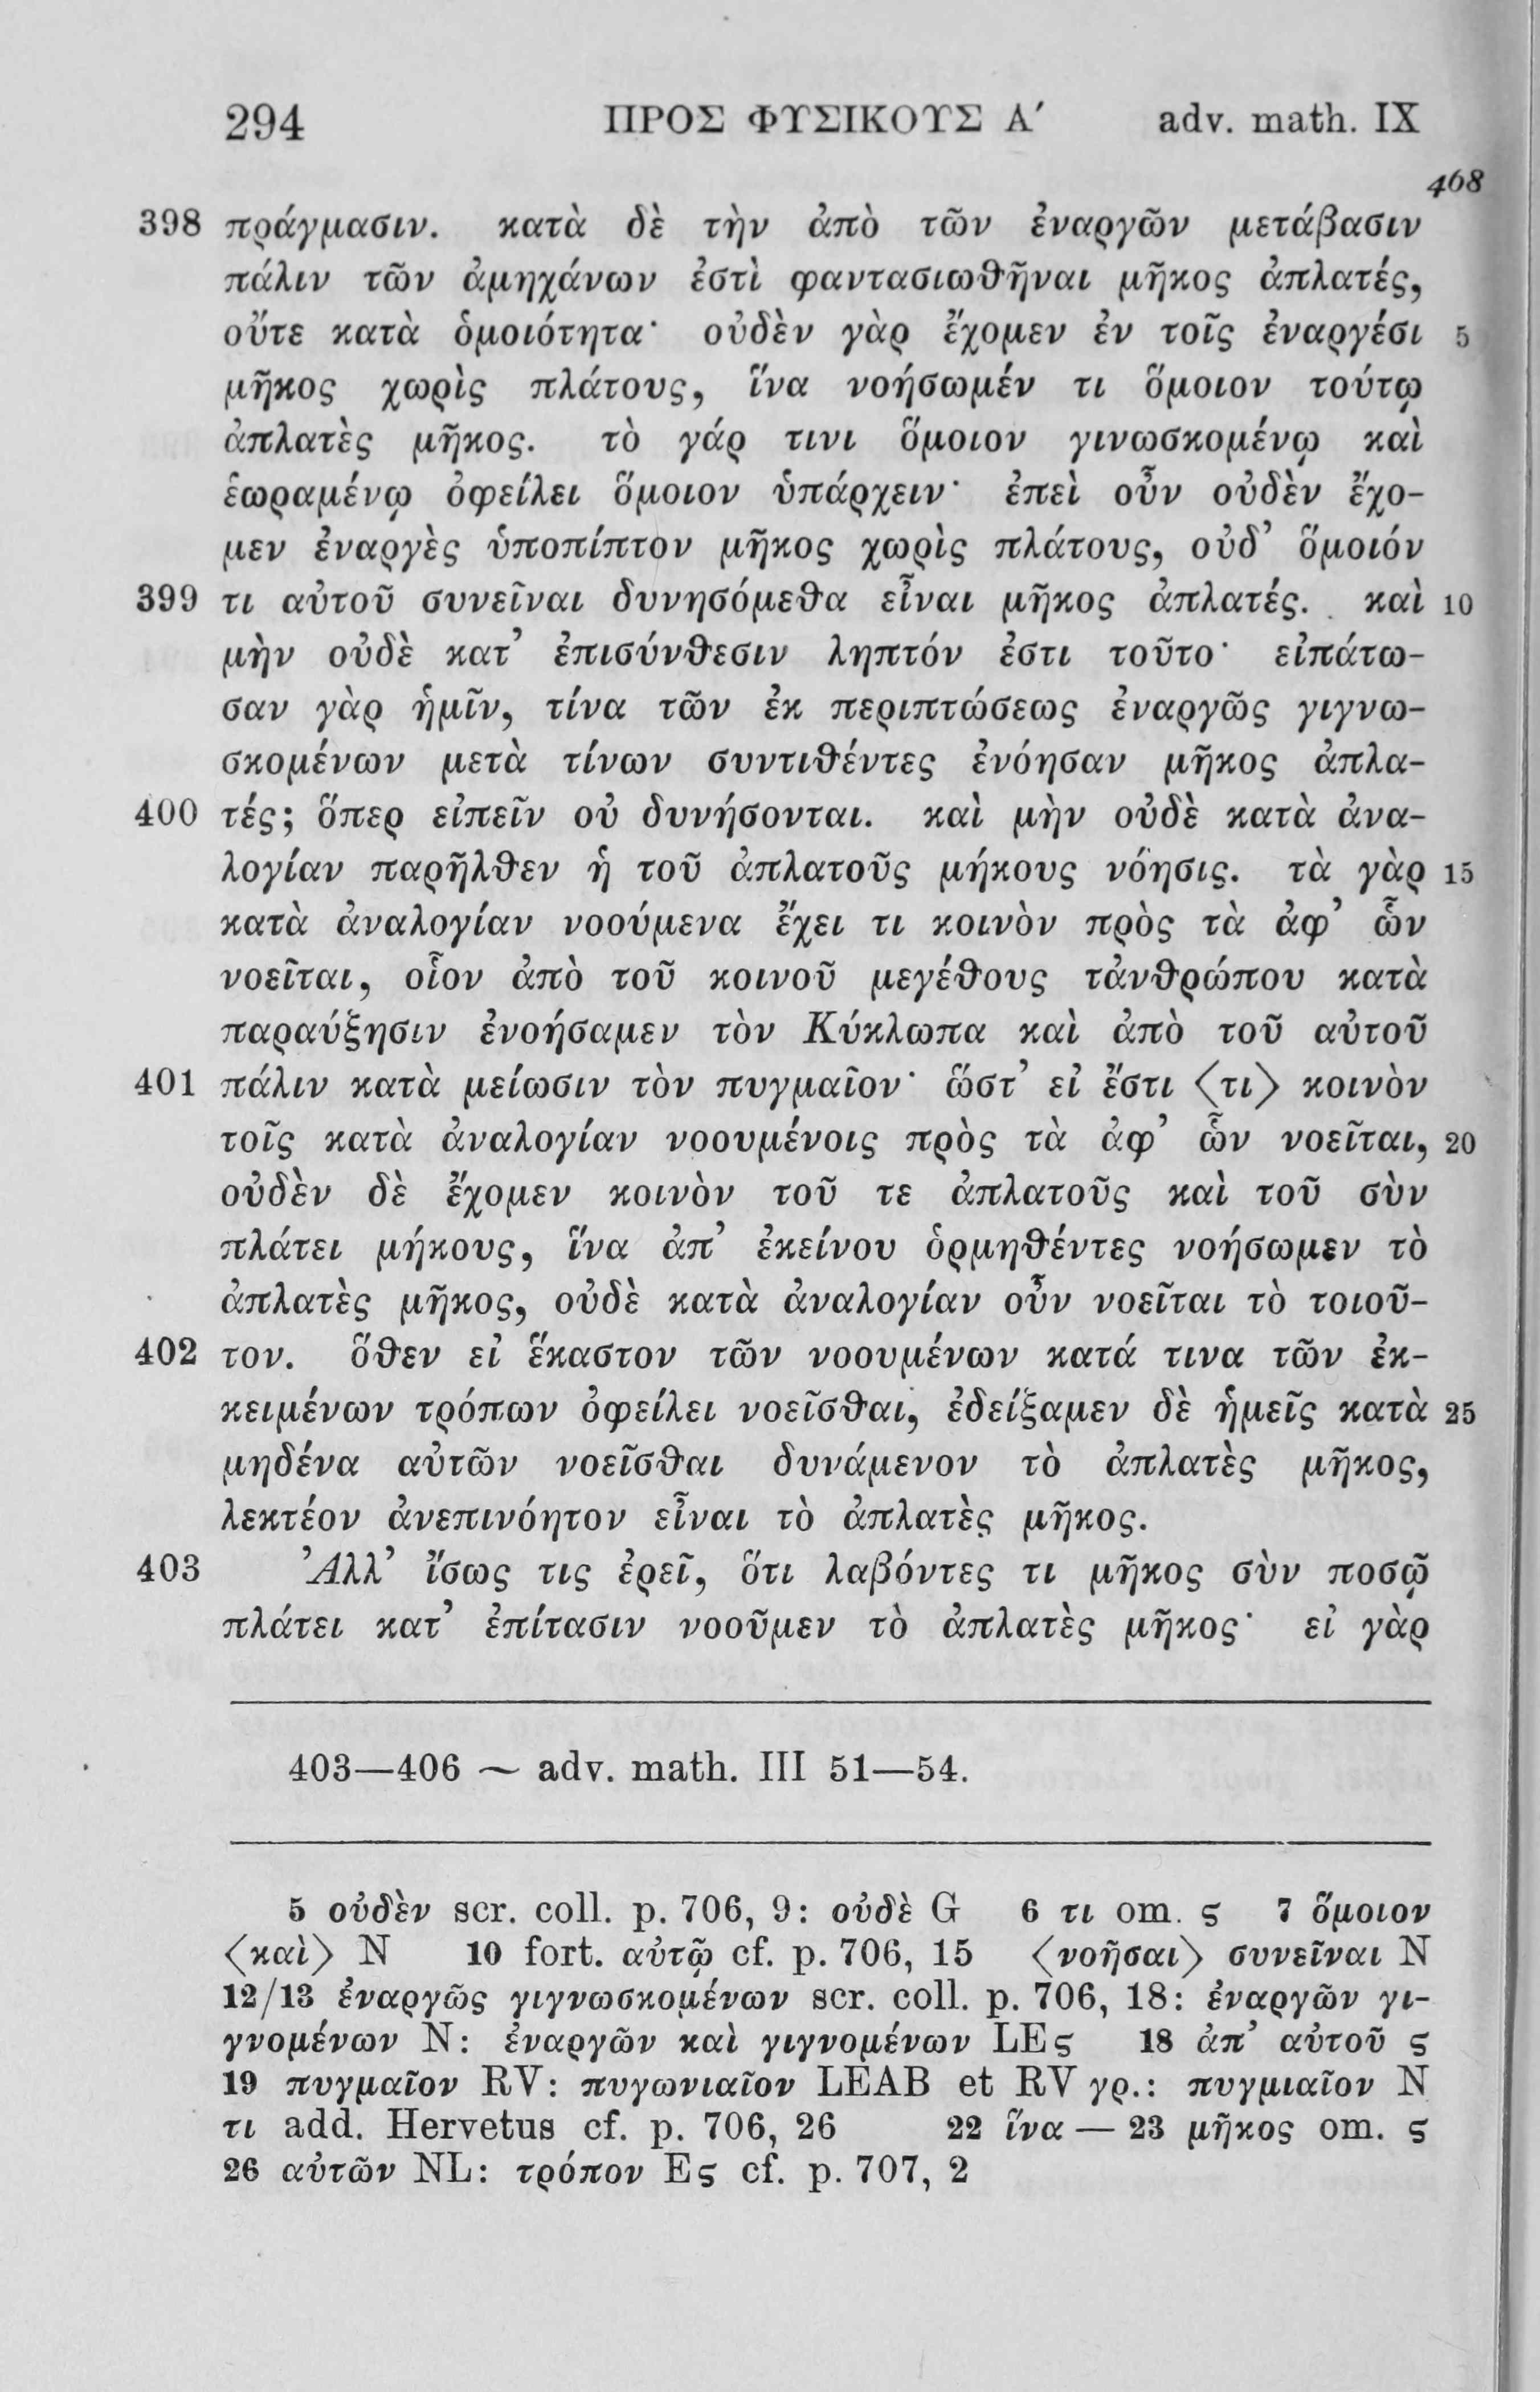 294 ΠΡΟΣ ΦΥΣΙΚΟΥΣ Α′ adv. math. IX
468
398 πράγμασιν. κατὰ δὲ τὴν ἀπὸ τῶν ἐναργῶν μετάβασιν
πάλιν τῶν ἀμηχάνων ἐστὶ φαντασιωθῆναι μῆκος ἀπλατές,
οὔτε κατὰ ὁμοιότητα· οὐδὲν γὰρ ἔχομεν ἐν τοῖς ἐναργέσι 5
μῆκος χωρὶς πλάτους, ἵνα νοήσωμέν τι ὅμοιον τούτῳ
ἀπλατὲς μῆκος. τὸ γάρ τινι ὅμοιον γινωσκομένῳ καὶ
ἑωραμένῳ ὀφείλει ὅμοιον ὑπάρχειν· ἐπεὶ οὖν οὐδὲν ἔχο-
μεν ἐναργὲς ὑποπίπτον μῆκος χωρὶς πλάτους, οὐδ’ ὅμοιόν
399 τι αὐτοῦ συνεῖναι δυνησόμεθα εἶναι μῆκος ἀπλατές. καὶ 10
μὴν οὐδὲ κατ’ ἐπισύνθεσιν ληπτόν ἐστι τοῦτο· εἰπάτω-
σαν γὰρ ἡμῖν, τίνα τῶν ἐκ περιπτώσεως ἐναργῶς γιγνω-
σκομένων μετὰ τίνων συντιθέντες ἐνόησαν μῆκος ἀπλα-
400 τές; ὅπερ εἰπεῖν οὐ δυνήσονται. καὶ μὴν οὐδὲ κατὰ ἀνα-
λογίαν παρῆλθεν ἡ τοῦ ἀπλατοῦς μήκους νόησις. τὰ γὰρ 15
κατὰ ἀναλογίαν νοούμενα ἔχει τι κοινὸν πρὸς τὰ ἀφ’ ὧν
νοεῖται, οἷον ἀπὸ τοῦ κοινοῦ μεγέθους τἀνθρώπου κατὰ
παραύξησιν ἐνοήσαμεν τὸν Κύκλωπα καὶ ἀπὸ τοῦ αὐτοῦ
401 πάλιν κατὰ μείωσιν τὸν πυγμαῖον· ὥστ’ εἰ ἔστι ⟨τι⟩ κοινὸν
τοῖς κατὰ ἀναλογίαν νοουμένοις πρὸς τὰ ἀφ’ ὧν νοεῖται, 20
οὐδὲν δὲ ἔχομεν κοινὸν τοῦ τε ἀπλατοῦς καὶ τοῦ σὺν
πλάτει μήκους, ἵνα ἀπ’ ἐκείνου ὁρμηθέντες νοήσωμεν τὸ
ἀπλατὲς μῆκος, οὐδὲ κατὰ ἀναλογίαν οὖν νοεῖται τὸ τοιοῦ-
402 τον. ὅθεν εἰ ἕκαστον τῶν νοουμένων κατά τινα τῶν ἐκ-
κειμένων τρόπων ὀφείλει νοεῖσθαι, ἐδείξαμεν δὲ ἡμεῖς κατὰ 25
μηδένα αὐτῶν νοεῖσθαι δυνάμενον τὸ ἀπλατὲς μῆκος,
λεκτέον ἀνεπινόητον εἶναι τὸ ἀπλατὲς μῆκος.
403 Ἀλλ’ ἴσως τις ἐρεῖ, ὅτι λαβόντες τι μῆκος σὺν ποσῷ
πλάτει κατ’ ἐπίτασιν νοοῦμεν τὸ ἀπλατὲς μῆκος· εἰ γὰρ
403—406 ∼ adv. math. III 51—54.
5 οὐδὲν scr. coll. p. 706, 9: οὐδὲ G 6 τι om. ς 7 ὅμοιον
⟨καὶ⟩ N 10 fort. αὐτῷ cf. p. 706, 15 ⟨νοῆσαι⟩ συνεῖναι N
12/13 ἐναργῶς γιγνωσκομένων scr. coll. p. 706, 18: ἐναργῶν γι-
γνομένων N: ἐναργῶν καὶ γιγνομένων LEς 18 ἀπ’ αὐτοῦ ς
19 πυγμαῖον RV: πυγωνιαῖον LEAB et RV γρ.: πυγμιαῖον N
τι add. Hervetus cf. p. 706, 26 22 ἵνα — 23 μῆκος om. ς
26 αὐτῶν NL: τρόπον Eς cf. p. 707, 2